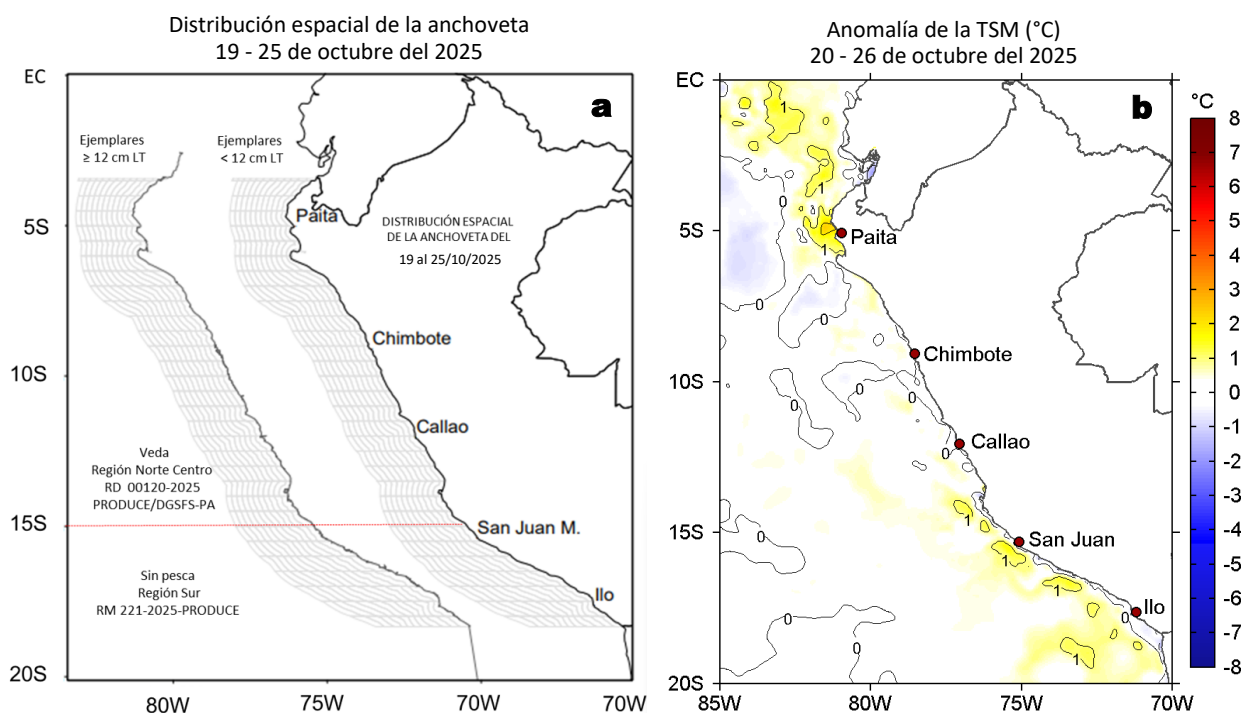 Distribución espacial de la anchoveta
19 - 25 de octubre del 2025
EC
5S
10S
15S
20S
80W
75W
70W
70W
a
Ejemplares
≥ 12 cm LT
Ejemplares
< 12 cm LT
Paita
DISTRIBUCIÓN ESPACIAL
DE LA ANCHOVETA DEL
19 al 25/10/2025
Chimbote
Callao
Veda
Región Norte Centro
RD 00120-2025
PRODUCE/DGSFS-PA
San Juan M.
Sin pesca
Región Sur
RM 221-2025-PRODUCE
Ilo
Anomalía de la TSM (°C)
20 - 26 de octubre del 2025
EC
5S
10S
15S
20S
85W
80W
75W
70W
b
1
1
0
1
0
0
0
0
0
0
1
0
1
1
0
0
0
1
Paita
Chimbote
Callao
San Juan
Ilo
°C
8
7
6
5
4
3
2
1
0
-1
-2
-3
-4
-5
-6
-7
-8